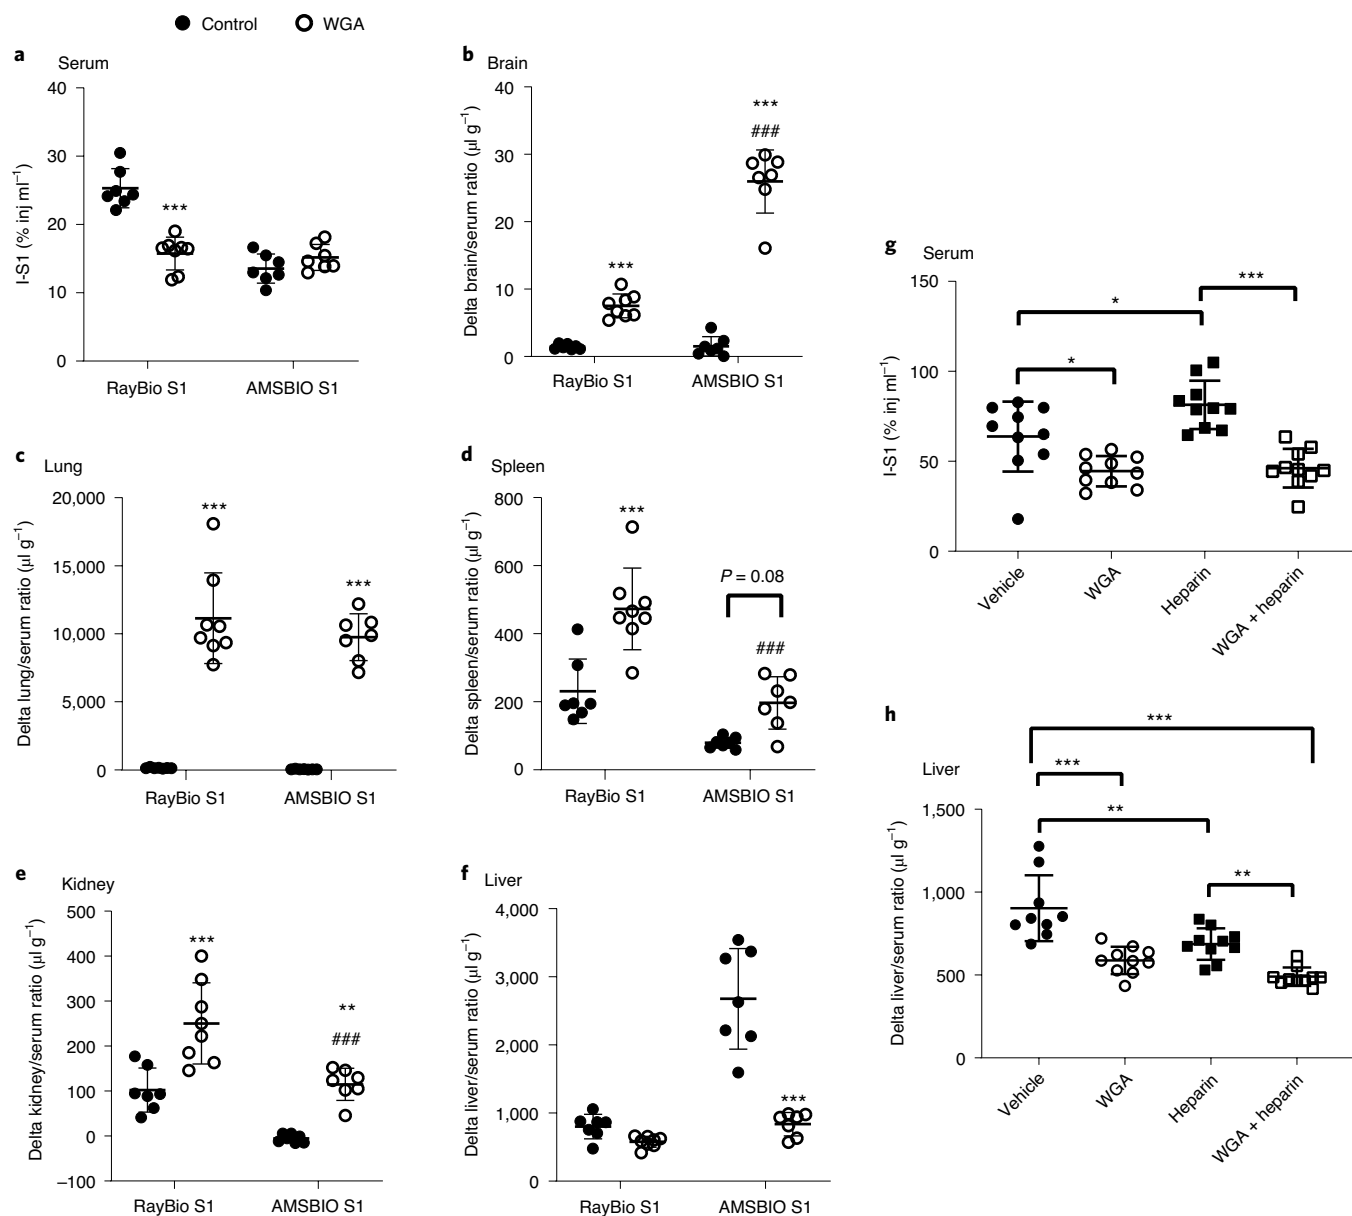 Control WGA
a Serum
I-S1 (% inj ml⁻¹)
40
30
20
10
0
***
RayBio S1 AMSBIO S1
b Brain
Delta brain/serum ratio (µl g⁻¹)
40
30
20
10
0
***
***
###
RayBio S1 AMSBIO S1
c Lung
Delta lung/serum ratio (µl g⁻¹)
20,000
15,000
10,000
5,000
0
***
***
RayBio S1 AMSBIO S1
d Spleen
Delta spleen/serum ratio (µl g⁻¹)
800
600
400
200
0
***
P = 0.08
###
RayBio S1 AMSBIO S1
e Kidney
Delta kidney/serum ratio (µl g⁻¹)
500
400
300
200
100
0
–100
***
**
###
RayBio S1 AMSBIO S1
f Liver
Delta liver/serum ratio (µl g⁻¹)
4,000
3,000
2,000
1,000
0
***
RayBio S1 AMSBIO S1
g Serum
I-S1 (% inj ml⁻¹)
150
100
50
0
***
*
*
Vehicle
WGA
Heparin
WGA + heparin
h
Liver
Delta liver/serum ratio (µl g⁻¹)
1,500
1,000
500
0
***
***
**
**
Vehicle
WGA
Heparin
WGA + heparin